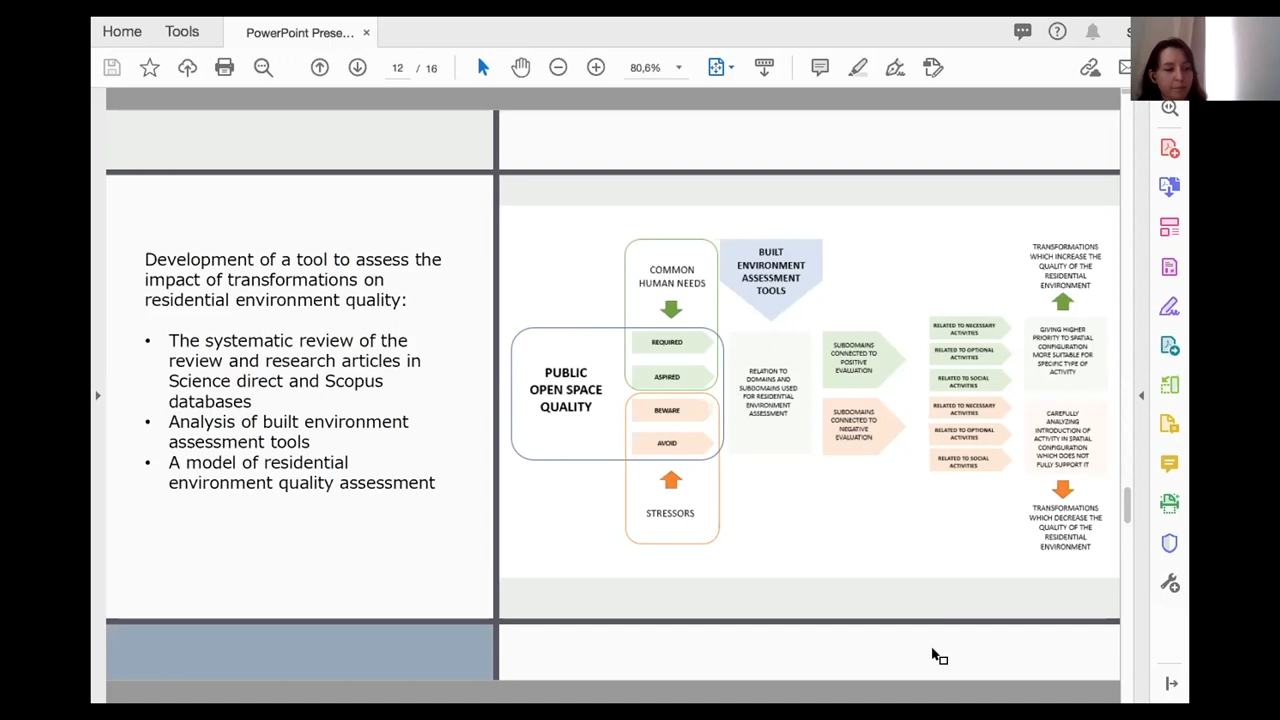 Home
Tools
PowerPoint Prese...
12 / 16
80,6%
Development of a tool to assess the
impact of transformations on
residential environment quality:
• The systematic review of the
review and research articles in
Science direct and Scopus
databases
• Analysis of built environment
assessment tools
• A model of residential
environment quality assessment
PUBLIC
OPEN SPACE
QUALITY
COMMON
HUMAN NEEDS
REQUIRED
ASPIRED
BEWARE
AVOID
STRESSORS
BUILT
ENVIRONMENT
ASSESSMENT
TOOLS
RELATION TO
DOMAINS AND
SUBDOMAINS USED
FOR RESIDENTIAL
ENVIRONMENT
ASSESSMENT
SUBDOMAINS
CONNECTED TO
POSITIVE
EVALUATION
SUBDOMAINS
CONNECTED TO
NEGATIVE
EVALUATION
RELATED TO NECESSARY
ACTIVITIES
RELATED TO OPTIONAL
ACTIVITIES
RELATED TO SOCIAL
ACTIVITIES
RELATED TO NECESSARY
ACTIVITIES
RELATED TO OPTIONAL
ACTIVITIES
RELATED TO SOCIAL
ACTIVITIES
TRANSFORMATIONS
WHICH INCREASE THE
QUALITY OF THE
RESIDENTIAL
ENVIRONMENT
GIVING HIGHER
PRIORITY TO SPATIAL
CONFIGURATION
MORE SUITABLE FOR
SPECIFIC TYPE OF
ACTIVITY
CAREFULLY
ANALYZING
INTRODUCTION OF
ACTIVITY IN SPATIAL
CONFIGURATION
WHICH DOES NOT
FULLY SUPPORT IT
TRANSFORMATIONS
WHICH DECREASE THE
QUALITY OF THE
RESIDENTIAL
ENVIRONMENT